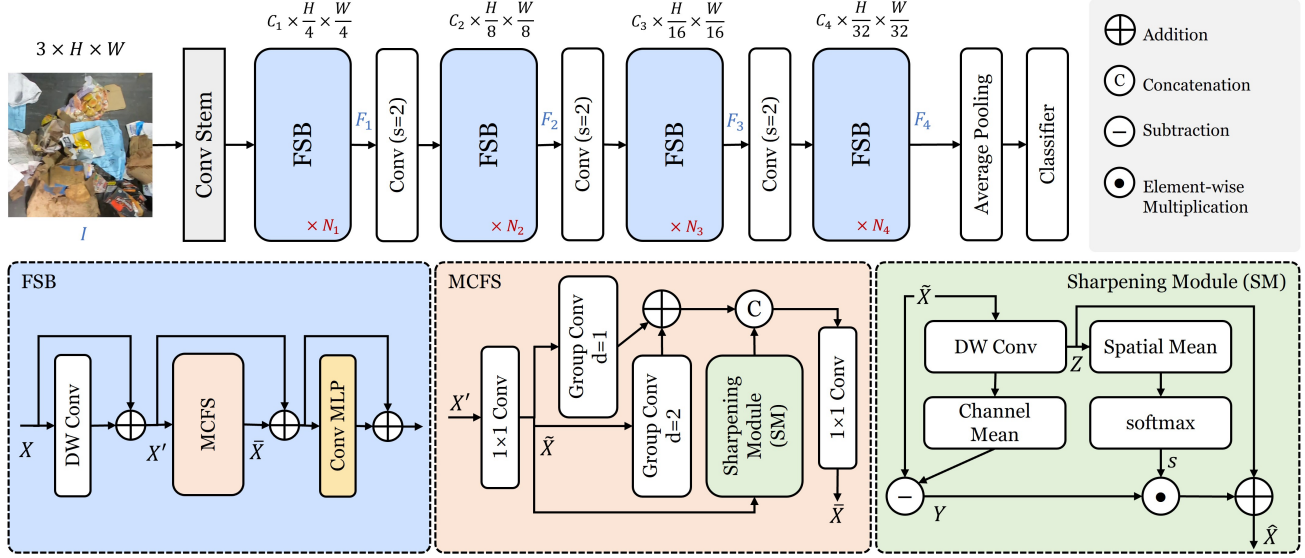 3 × H × W
I
Conv Stem
C₁ × H/4 × W/4
FSB
× N₁
F₁
Conv (s=2)
C₂ × H/8 × W/8
FSB
× N₂
F₂
Conv (s=2)
C₃ × H/16 × W/16
FSB
× N₃
F₃
Conv (s=2)
C₄ × H/32 × W/32
FSB
× N₄
F₄
Average Pooling
Classifier
+ Addition
C Concatenation
− Subtraction
Element-wise
Multiplication
FSB
X
DW Conv
X′
MCFS
X̄
Conv MLP
MCFS
X′
1×1 Conv
X̃
Group Conv
d=1
Group Conv
d=2
C
Sharpening
Module
(SM)
1×1 Conv
X̄
Sharpening Module (SM)
X̃
DW Conv
Z
Spatial Mean
Channel
Mean
softmax
s
Y
X̂